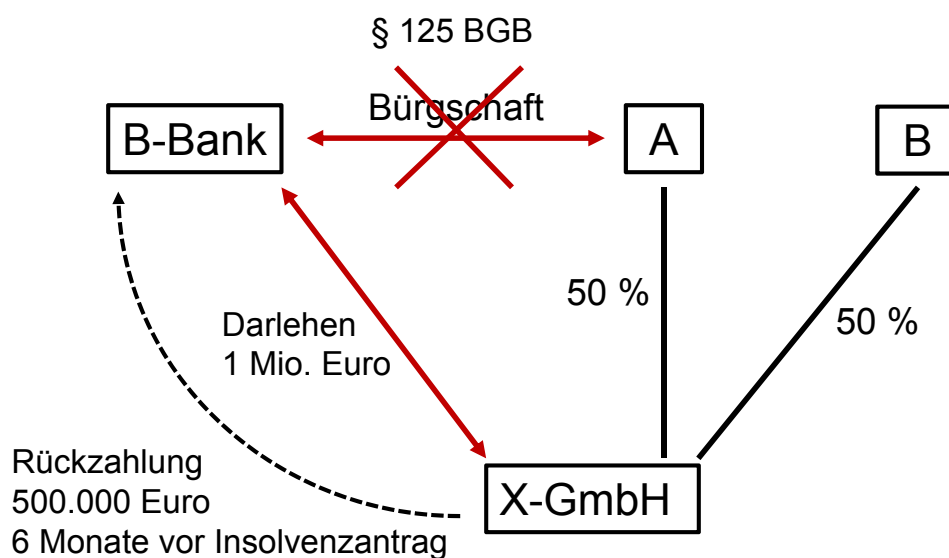 § 125 BGB
Bürgschaft
B-Bank
A
B
50 %
50 %
Darlehen
1 Mio. Euro
Rückzahlung
500.000 Euro
6 Monate vor Insolvenzantrag
X-GmbH